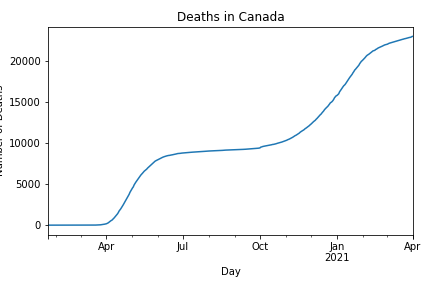 Deaths in Canada
Number of Deaths
20000
15000
10000
5000
0
Apr
Jul
Oct
Jan
2021
Apr
Day